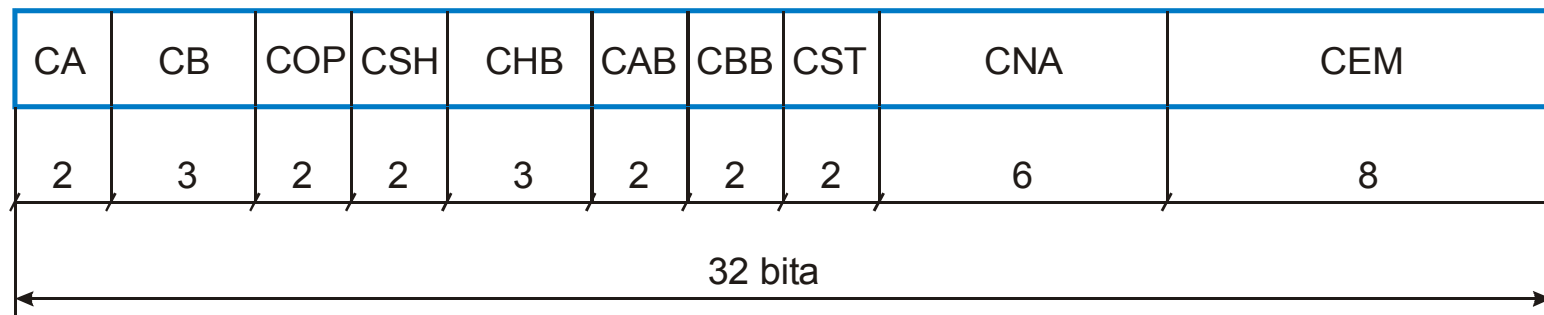 CA CB COP CSH CHB CAB CBB CST CNA CEM
2 3 2 2 3 2 2 2 6 8
32 bita